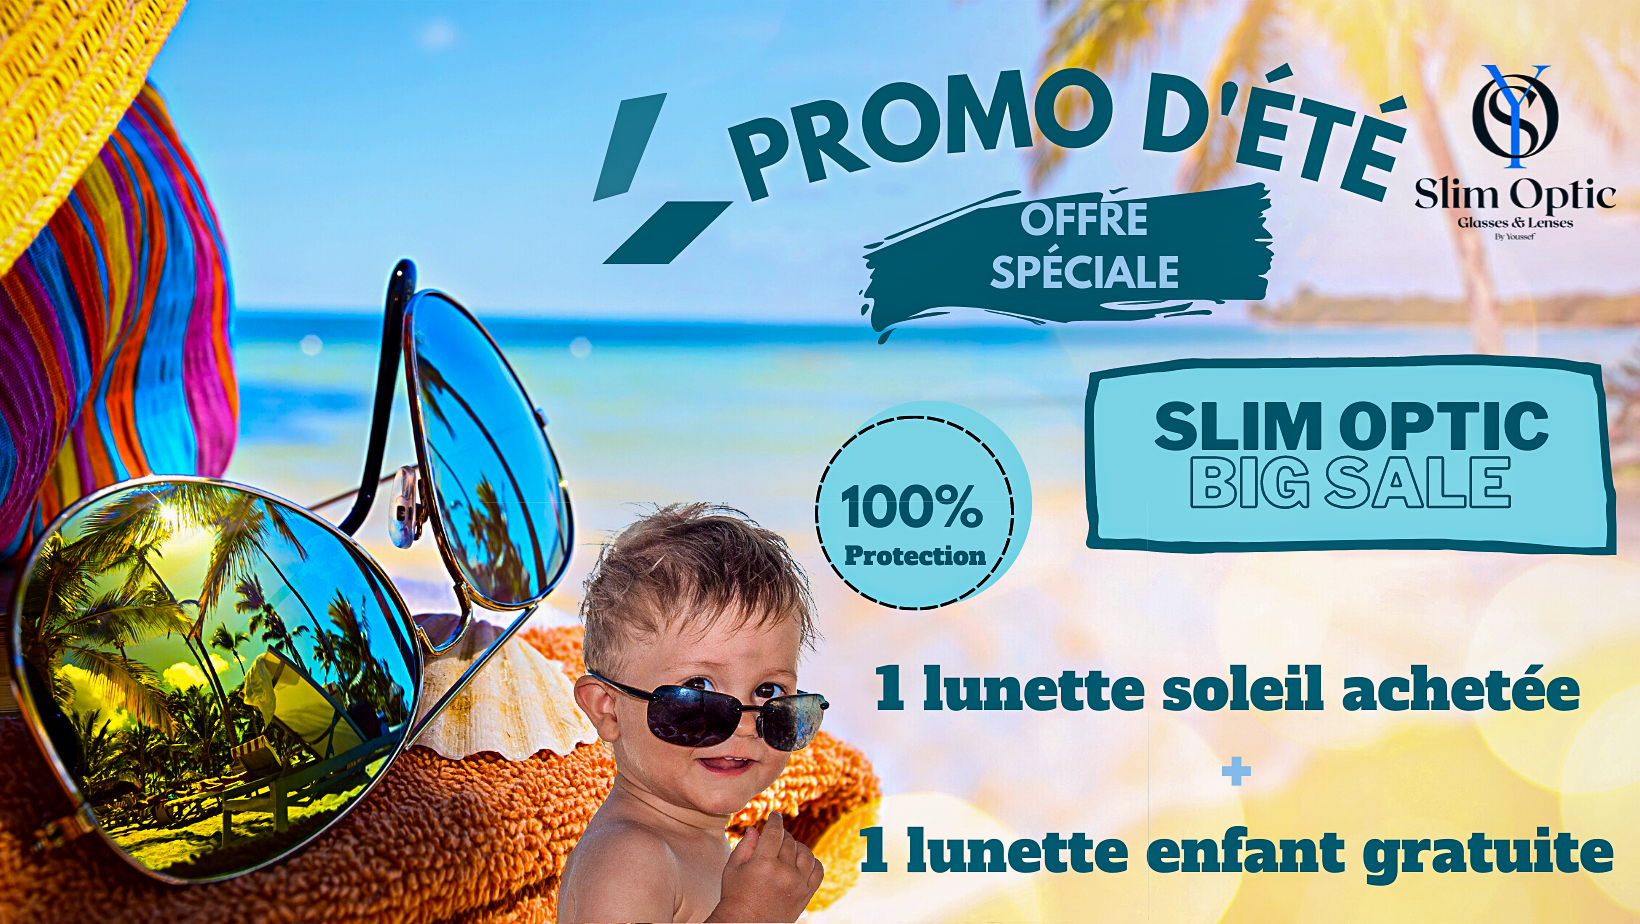 PROMO D'ÉTÉ
OFFRE
SPÉCIALE
YSO
Slim Optic
Glasses & Lenses
By Youssef
SLIM OPTIC
BIG SALE
100%
Protection
1 lunette soleil achetée
+
1 lunette enfant gratuite